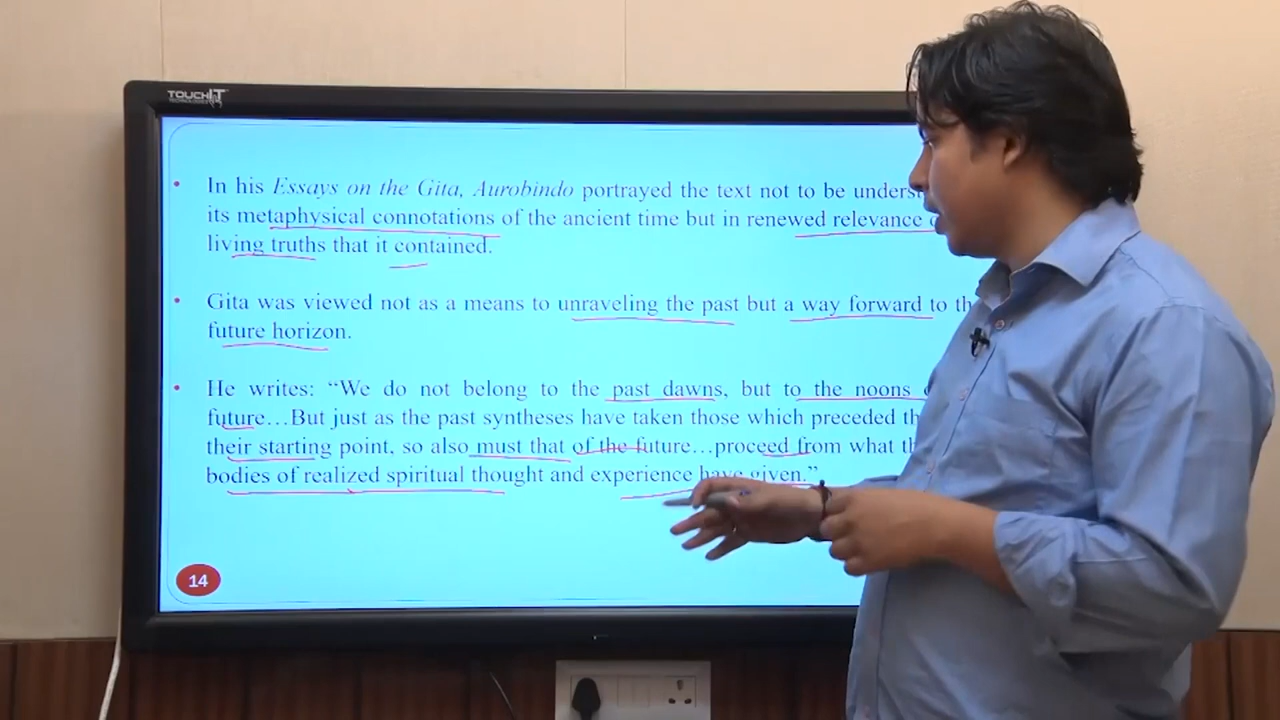 TOUCHIT
TECHNOLOGIES
• In his Essays on the Gita, Aurobindo portrayed the text not to be
its metaphysical connotations of the ancient time but in renewed relevance
living truths that it contained.
• Gita was viewed not as a means to unraveling the past but a way forward to
future horizon.
• He writes: “We do not belong to the past dawns, but to the noons
future…But just as the past syntheses have taken those which preceded
their starting point, so also must that of the future…proceed from what
bodies of realized spiritual thought and experience have given.”
14